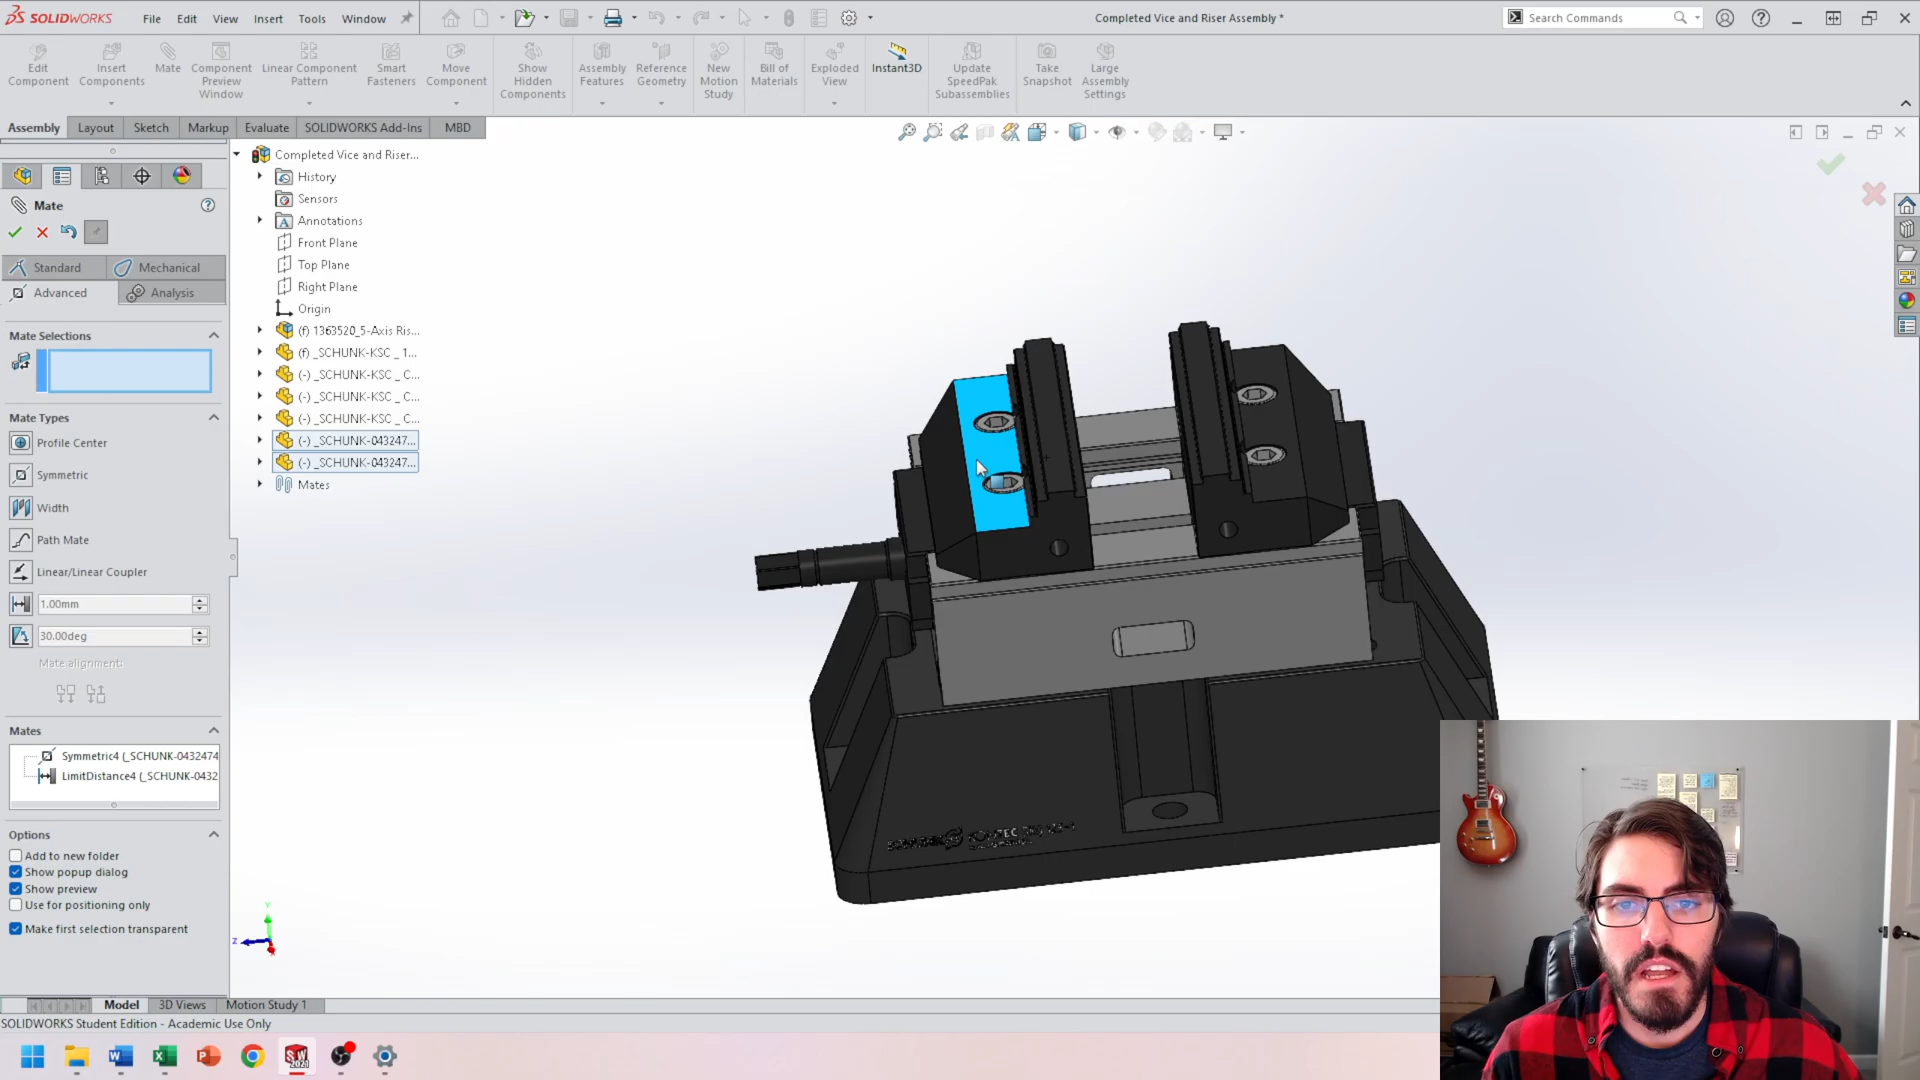 SOLIDWORKS
File Edit View Insert Tools Window
Completed Vice and Riser Assembly *
Search Commands
Edit Component
Insert Components
Mate
Component Preview Window
Linear Component Pattern
Smart Fasteners
Move Component
Show Hidden Components
Assembly Features
Reference Geometry
New Motion Study
Bill of Materials
Exploded View
Instant3D
Update SpeedPak Subassemblies
Take Snapshot
Large Assembly Settings
Assembly Layout Sketch Markup Evaluate SOLIDWORKS Add-Ins MBD
Completed Vice and Riser...
History
Sensors
Annotations
Front Plane
Top Plane
Right Plane
Origin
(f) 1363520_5-Axis Ris...
(f) _SCHUNK-KSC _ 1...
(-) _SCHUNK-KSC _ C...
(-) _SCHUNK-KSC _ C...
(-) _SCHUNK-KSC _ C...
(-) _SCHUNK-043247...
(-) _SCHUNK-043247...
Mates
Mate
Standard Mechanical
Advanced Analysis
Mate Selections
Mate Types
Profile Center
Symmetric
Width
Path Mate
Linear/Linear Coupler
1.00mm
30.00deg
Mate alignment:
Mates
Symmetric4 (_SCHUNK-0432474
LimitDistance4 (_SCHUNK-0432
Options
Add to new folder
Show popup dialog
Show preview
Use for positioning only
Make first selection transparent
Y
Z
Model 3D Views Motion Study 1
SOLIDWORKS Student Edition - Academic Use Only